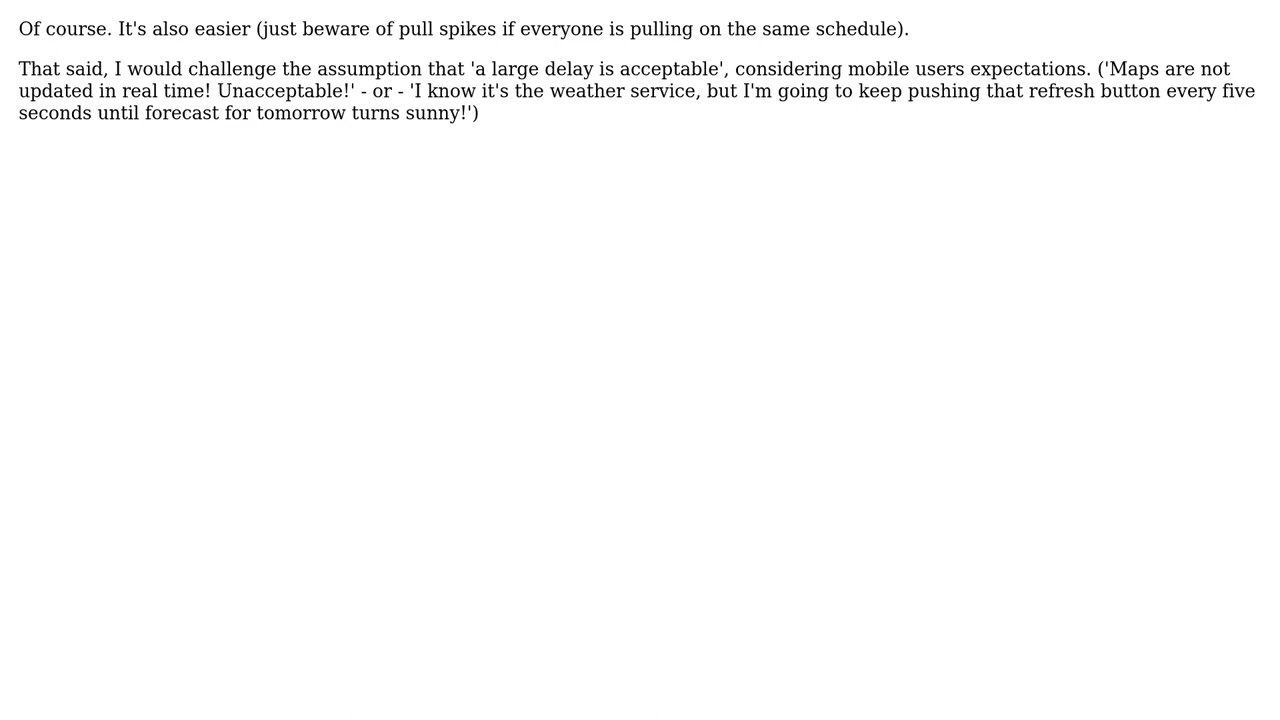 Of course. It's also easier (just beware of pull spikes if everyone is pulling on the same schedule).
That said, I would challenge the assumption that 'a large delay is acceptable', considering mobile users expectations. ('Maps are not
updated in real time! Unacceptable!' - or - 'I know it's the weather service, but I'm going to keep pushing that refresh button every five
seconds until forecast for tomorrow turns sunny!')